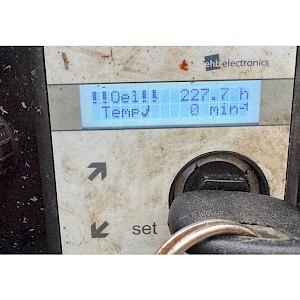 ehb electronics
!!Oel!! 227.7 h
Temp√ 0 min⁻¹
set